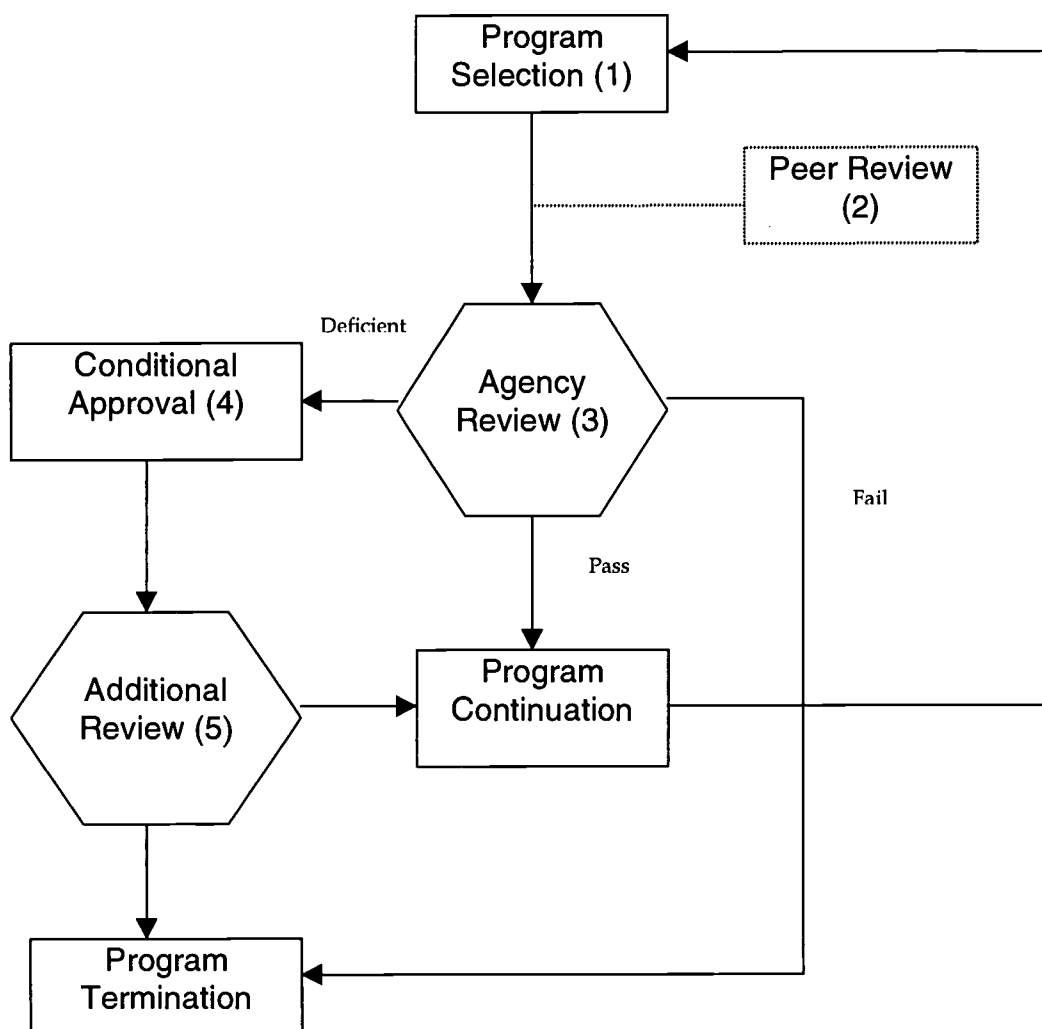 Program
Selection (1)
Peer Review
(2)
Deficient
Conditional
Approval (4)
Agency
Review (3)
Fail
Pass
Additional
Review (5)
Program
Continuation
Program
Termination